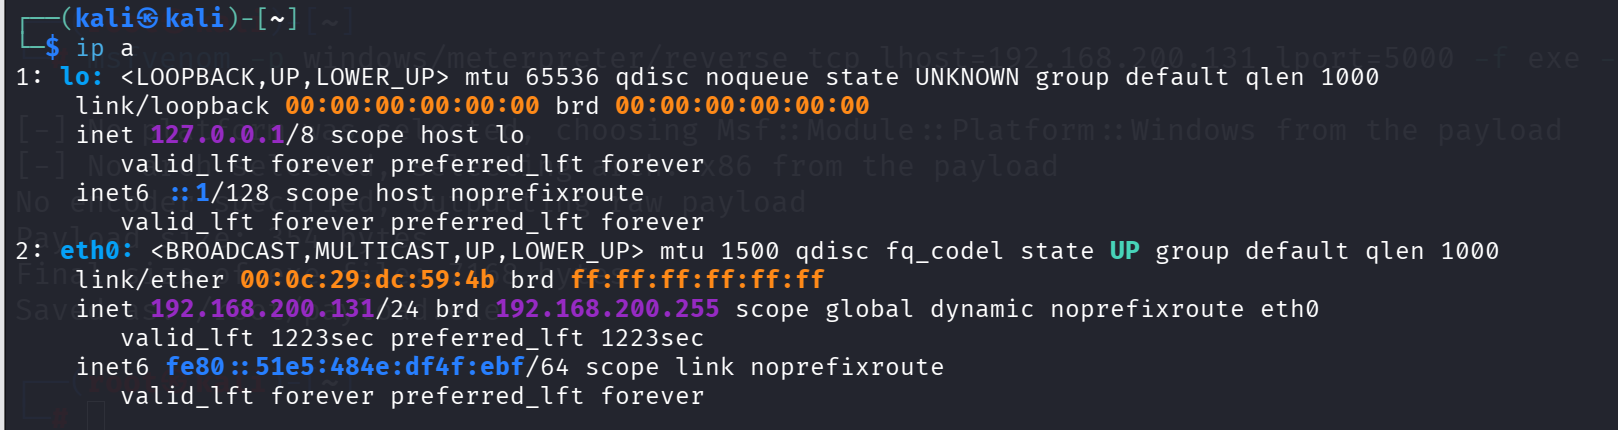 ┌──(kali㉿kali)-[~]
└─$ ip a
1: lo: <LOOPBACK,UP,LOWER_UP> mtu 65536 qdisc noqueue state UNKNOWN group default qlen 1000
    link/loopback 00:00:00:00:00:00 brd 00:00:00:00:00:00
    inet 127.0.0.1/8 scope host lo
       valid_lft forever preferred_lft forever
    inet6 ::1/128 scope host noprefixroute
       valid_lft forever preferred_lft forever
2: eth0: <BROADCAST,MULTICAST,UP,LOWER_UP> mtu 1500 qdisc fq_codel state UP group default qlen 1000
    link/ether 00:0c:29:dc:59:4b brd ff:ff:ff:ff:ff:ff
    inet 192.168.200.131/24 brd 192.168.200.255 scope global dynamic noprefixroute eth0
       valid_lft 1223sec preferred_lft 1223sec
    inet6 fe80::51e5:484e:df4f:ebf/64 scope link noprefixroute
       valid_lft forever preferred_lft forever